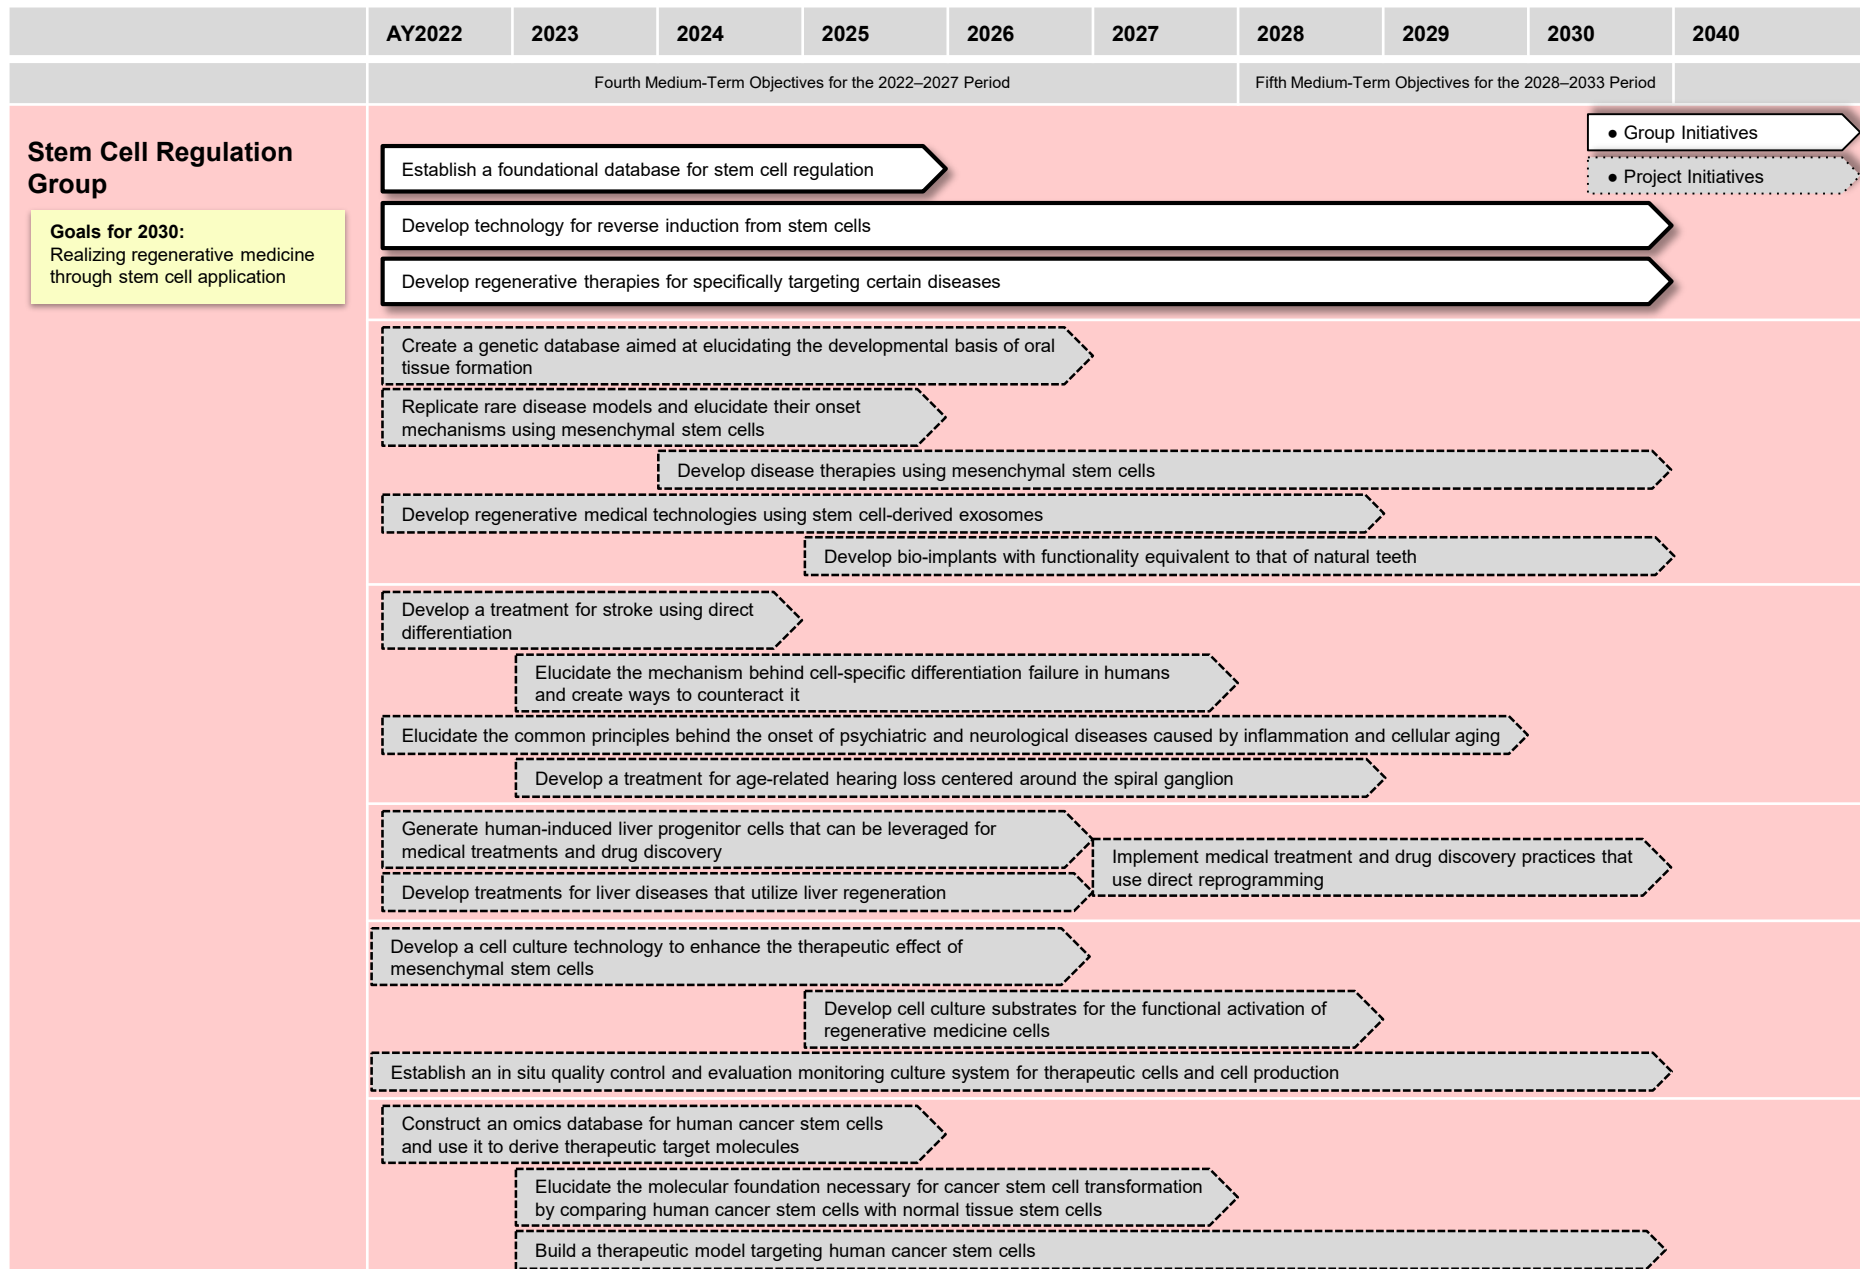 AY2022 2023 2024 2025 2026 2027 2028 2029 2030 2040
Fourth Medium-Term Objectives for the 2022–2027 Period Fifth Medium-Term Objectives for the 2028–2033 Period
Stem Cell Regulation
Group
Goals for 2030:
Realizing regenerative medicine
through stem cell application
● Group Initiatives
● Project Initiatives
Establish a foundational database for stem cell regulation
Develop technology for reverse induction from stem cells
Develop regenerative therapies for specifically targeting certain diseases
Create a genetic database aimed at elucidating the developmental basis of oral
tissue formation
Replicate rare disease models and elucidate their onset
mechanisms using mesenchymal stem cells
Develop disease therapies using mesenchymal stem cells
Develop regenerative medical technologies using stem cell-derived exosomes
Develop bio-implants with functionality equivalent to that of natural teeth
Develop a treatment for stroke using direct
differentiation
Elucidate the mechanism behind cell-specific differentiation failure in humans
and create ways to counteract it
Elucidate the common principles behind the onset of psychiatric and neurological diseases caused by inflammation and cellular aging
Develop a treatment for age-related hearing loss centered around the spiral ganglion
Generate human-induced liver progenitor cells that can be leveraged for
medical treatments and drug discovery
Develop treatments for liver diseases that utilize liver regeneration
Implement medical treatment and drug discovery practices that
use direct reprogramming
Develop a cell culture technology to enhance the therapeutic effect of
mesenchymal stem cells
Develop cell culture substrates for the functional activation of
regenerative medicine cells
Establish an in situ quality control and evaluation monitoring culture system for therapeutic cells and cell production
Construct an omics database for human cancer stem cells
and use it to derive therapeutic target molecules
Elucidate the molecular foundation necessary for cancer stem cell transformation
by comparing human cancer stem cells with normal tissue stem cells
Build a therapeutic model targeting human cancer stem cells